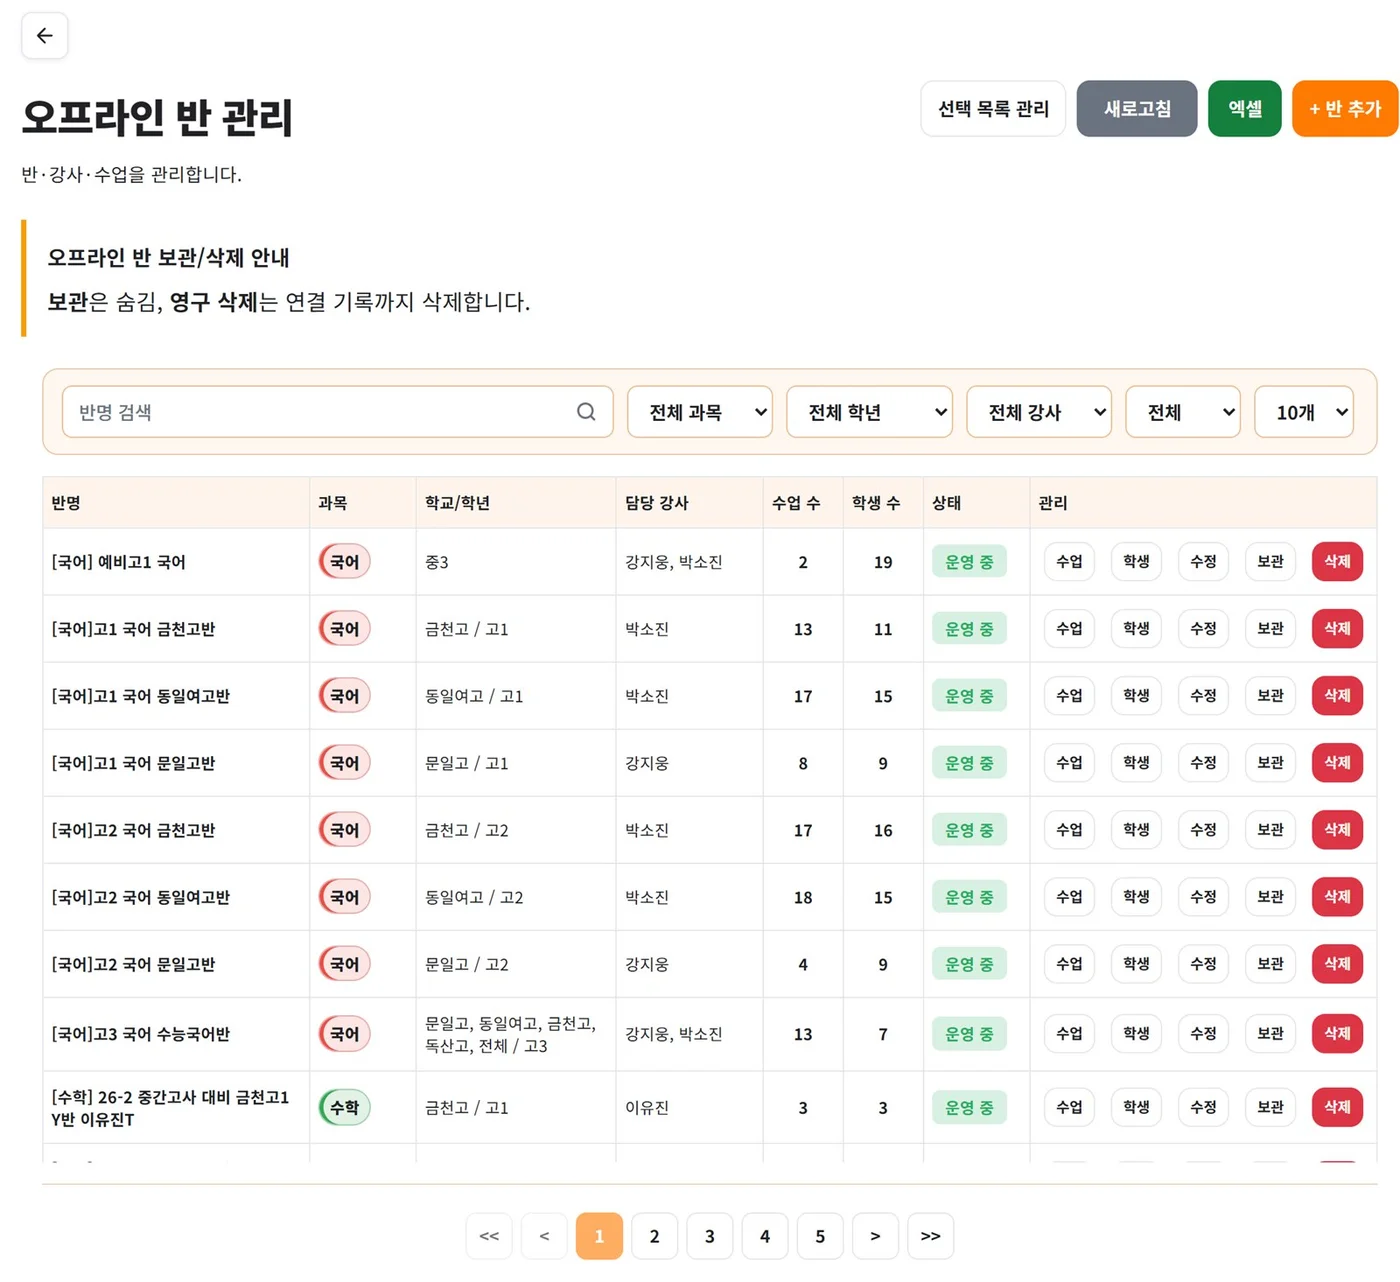 오프라인 반 관리
선택 목록 관리 새로고침 엑셀 + 반 추가
반·강사·수업을 관리합니다.
오프라인 반 보관/삭제 안내
보관은 숨김, 영구 삭제는 연결 기록까지 삭제합니다.
반명 검색 전체 과목 전체 학년 전체 강사 전체 10개
반명 과목 학교/학년 담당 강사 수업 수 학생 수 상태 관리
[국어] 예비고1 국어 국어 중3 강지웅, 박소진 2 19 운영 중 수업 학생 수정 보관 삭제
[국어]고1 국어 금천고반 국어 금천고 / 고1 박소진 13 11 운영 중 수업 학생 수정 보관 삭제
[국어]고1 국어 동일여고반 국어 동일여고 / 고1 박소진 17 15 운영 중 수업 학생 수정 보관 삭제
[국어]고1 국어 문일고반 국어 문일고 / 고1 강지웅 8 9 운영 중 수업 학생 수정 보관 삭제
[국어]고2 국어 금천고반 국어 금천고 / 고2 박소진 17 16 운영 중 수업 학생 수정 보관 삭제
[국어]고2 국어 동일여고반 국어 동일여고 / 고2 박소진 18 15 운영 중 수업 학생 수정 보관 삭제
[국어]고2 국어 문일고반 국어 문일고 / 고2 강지웅 4 9 운영 중 수업 학생 수정 보관 삭제
[국어]고3 국어 수능국어반 국어 문일고, 동일여고, 금천고,
독산고, 전체 / 고3 강지웅, 박소진 13 7 운영 중 수업 학생 수정 보관 삭제
[수학] 26-2 중간고사 대비 금천고1
Y반 이유진T 수학 금천고 / 고1 이유진 3 3 운영 중 수업 학생 수정 보관 삭제
<< < 1 2 3 4 5 > >>